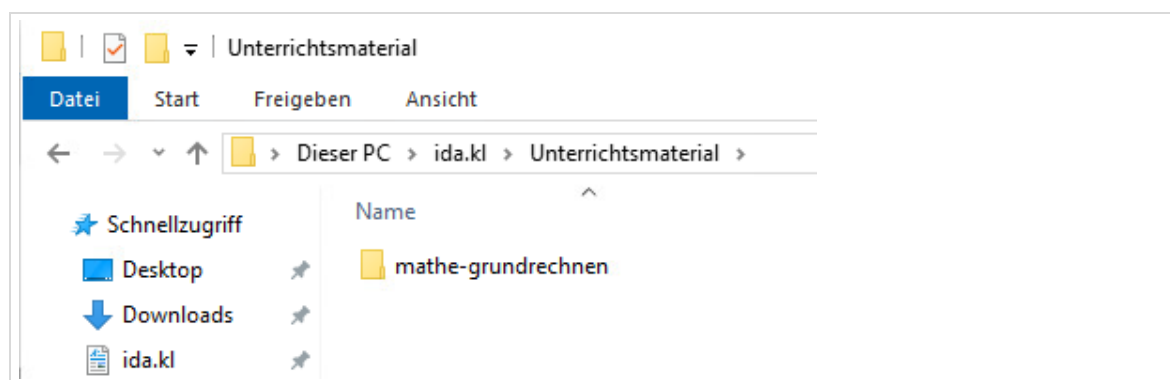 Unterrichtsmaterial
Datei Start Freigeben Ansicht
Dieser PC > ida.kl > Unterrichtsmaterial >
Name
Schnellzugriff
mathe-grundrechnen
Desktop
Downloads
ida.kl